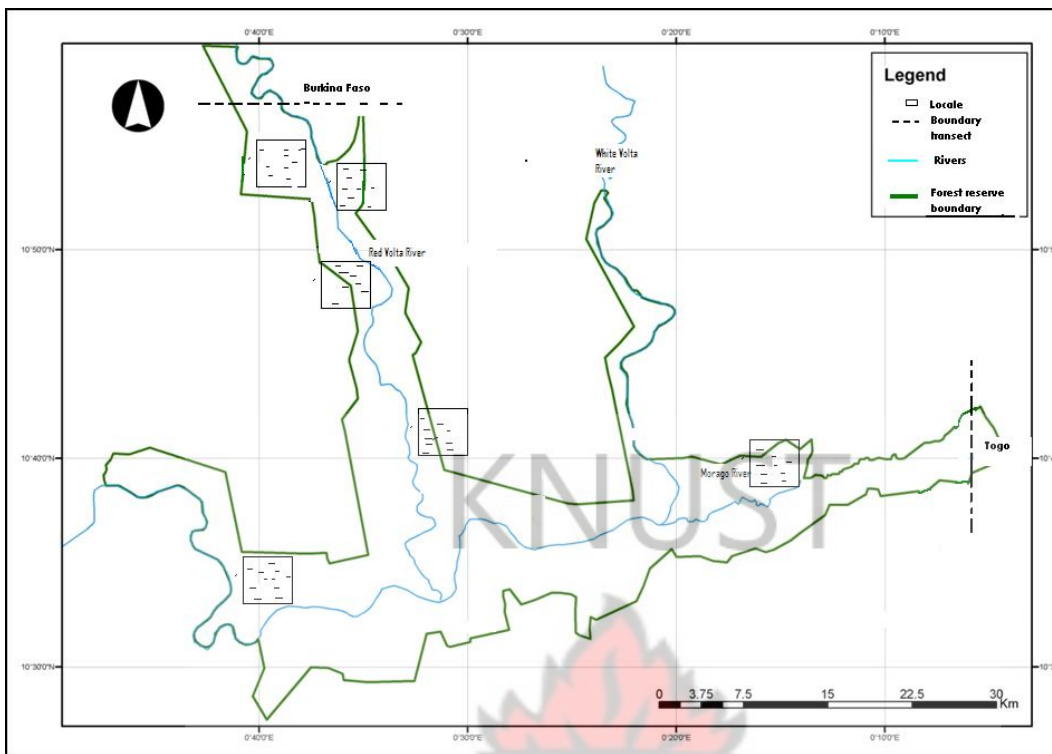 0°40'0"W
0°30'0"W
0°20'0"W
0°10'0"W
Burkina Faso
Legend
Locale
Boundary
transect
Rivers
Forest reserve
boundary
White Volta
River
Red Volta River
10°50'0"N
10°40'0"N
Togo
Morago River
KNUST
10°30'0"N
0 3.75 7.5 15 22.5 30
Km
0°40'0"W
0°30'0"W
0°20'0"W
0°10'0"W